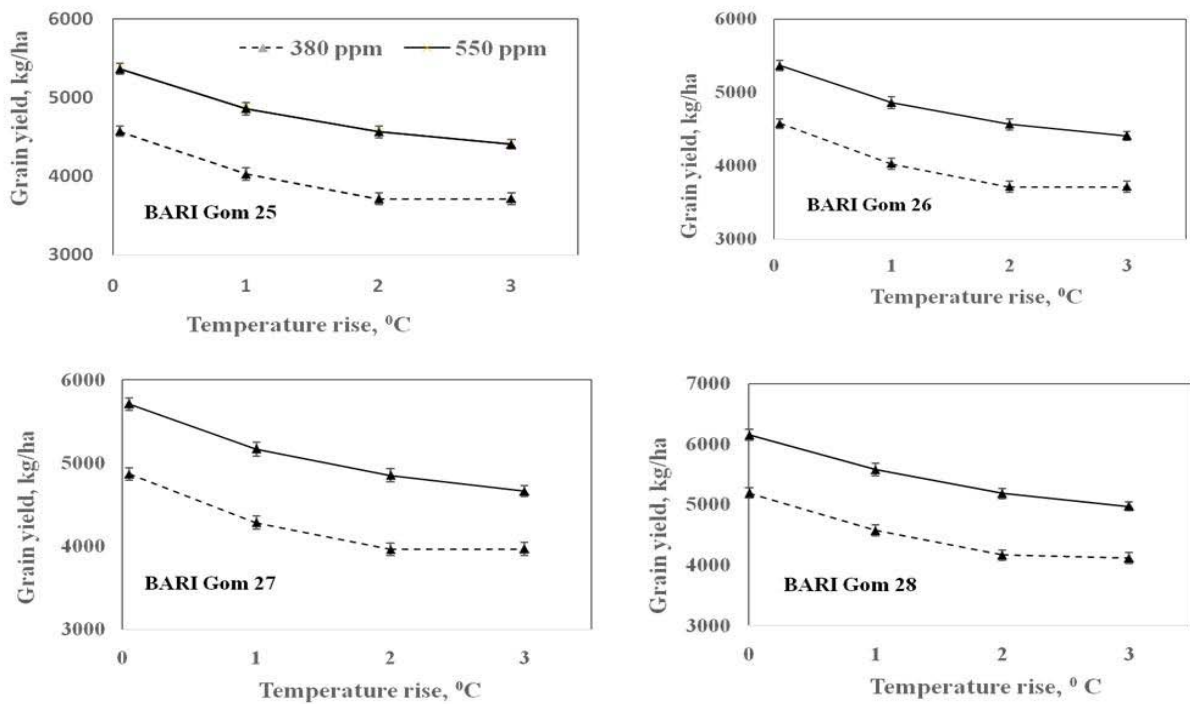 6000
5000
4000
3000
Grain yield, kg/ha
380 ppm 550 ppm
BARI Gom 25
0 1 2 3
Temperature rise, ⁰C
6000
5000
4000
3000
Grain yield, kg/ha
BARI Gom 26
0 1 2 3
Temperature rise, ⁰C
6000
5000
4000
3000
Grain yield, kg/ha
BARI Gom 27
0 1 2 3
Temperature rise, ⁰C
7000
6000
5000
4000
3000
Grain yield, kg/ha
BARI Gom 28
0 1 2 3
Temperature rise, ⁰ C